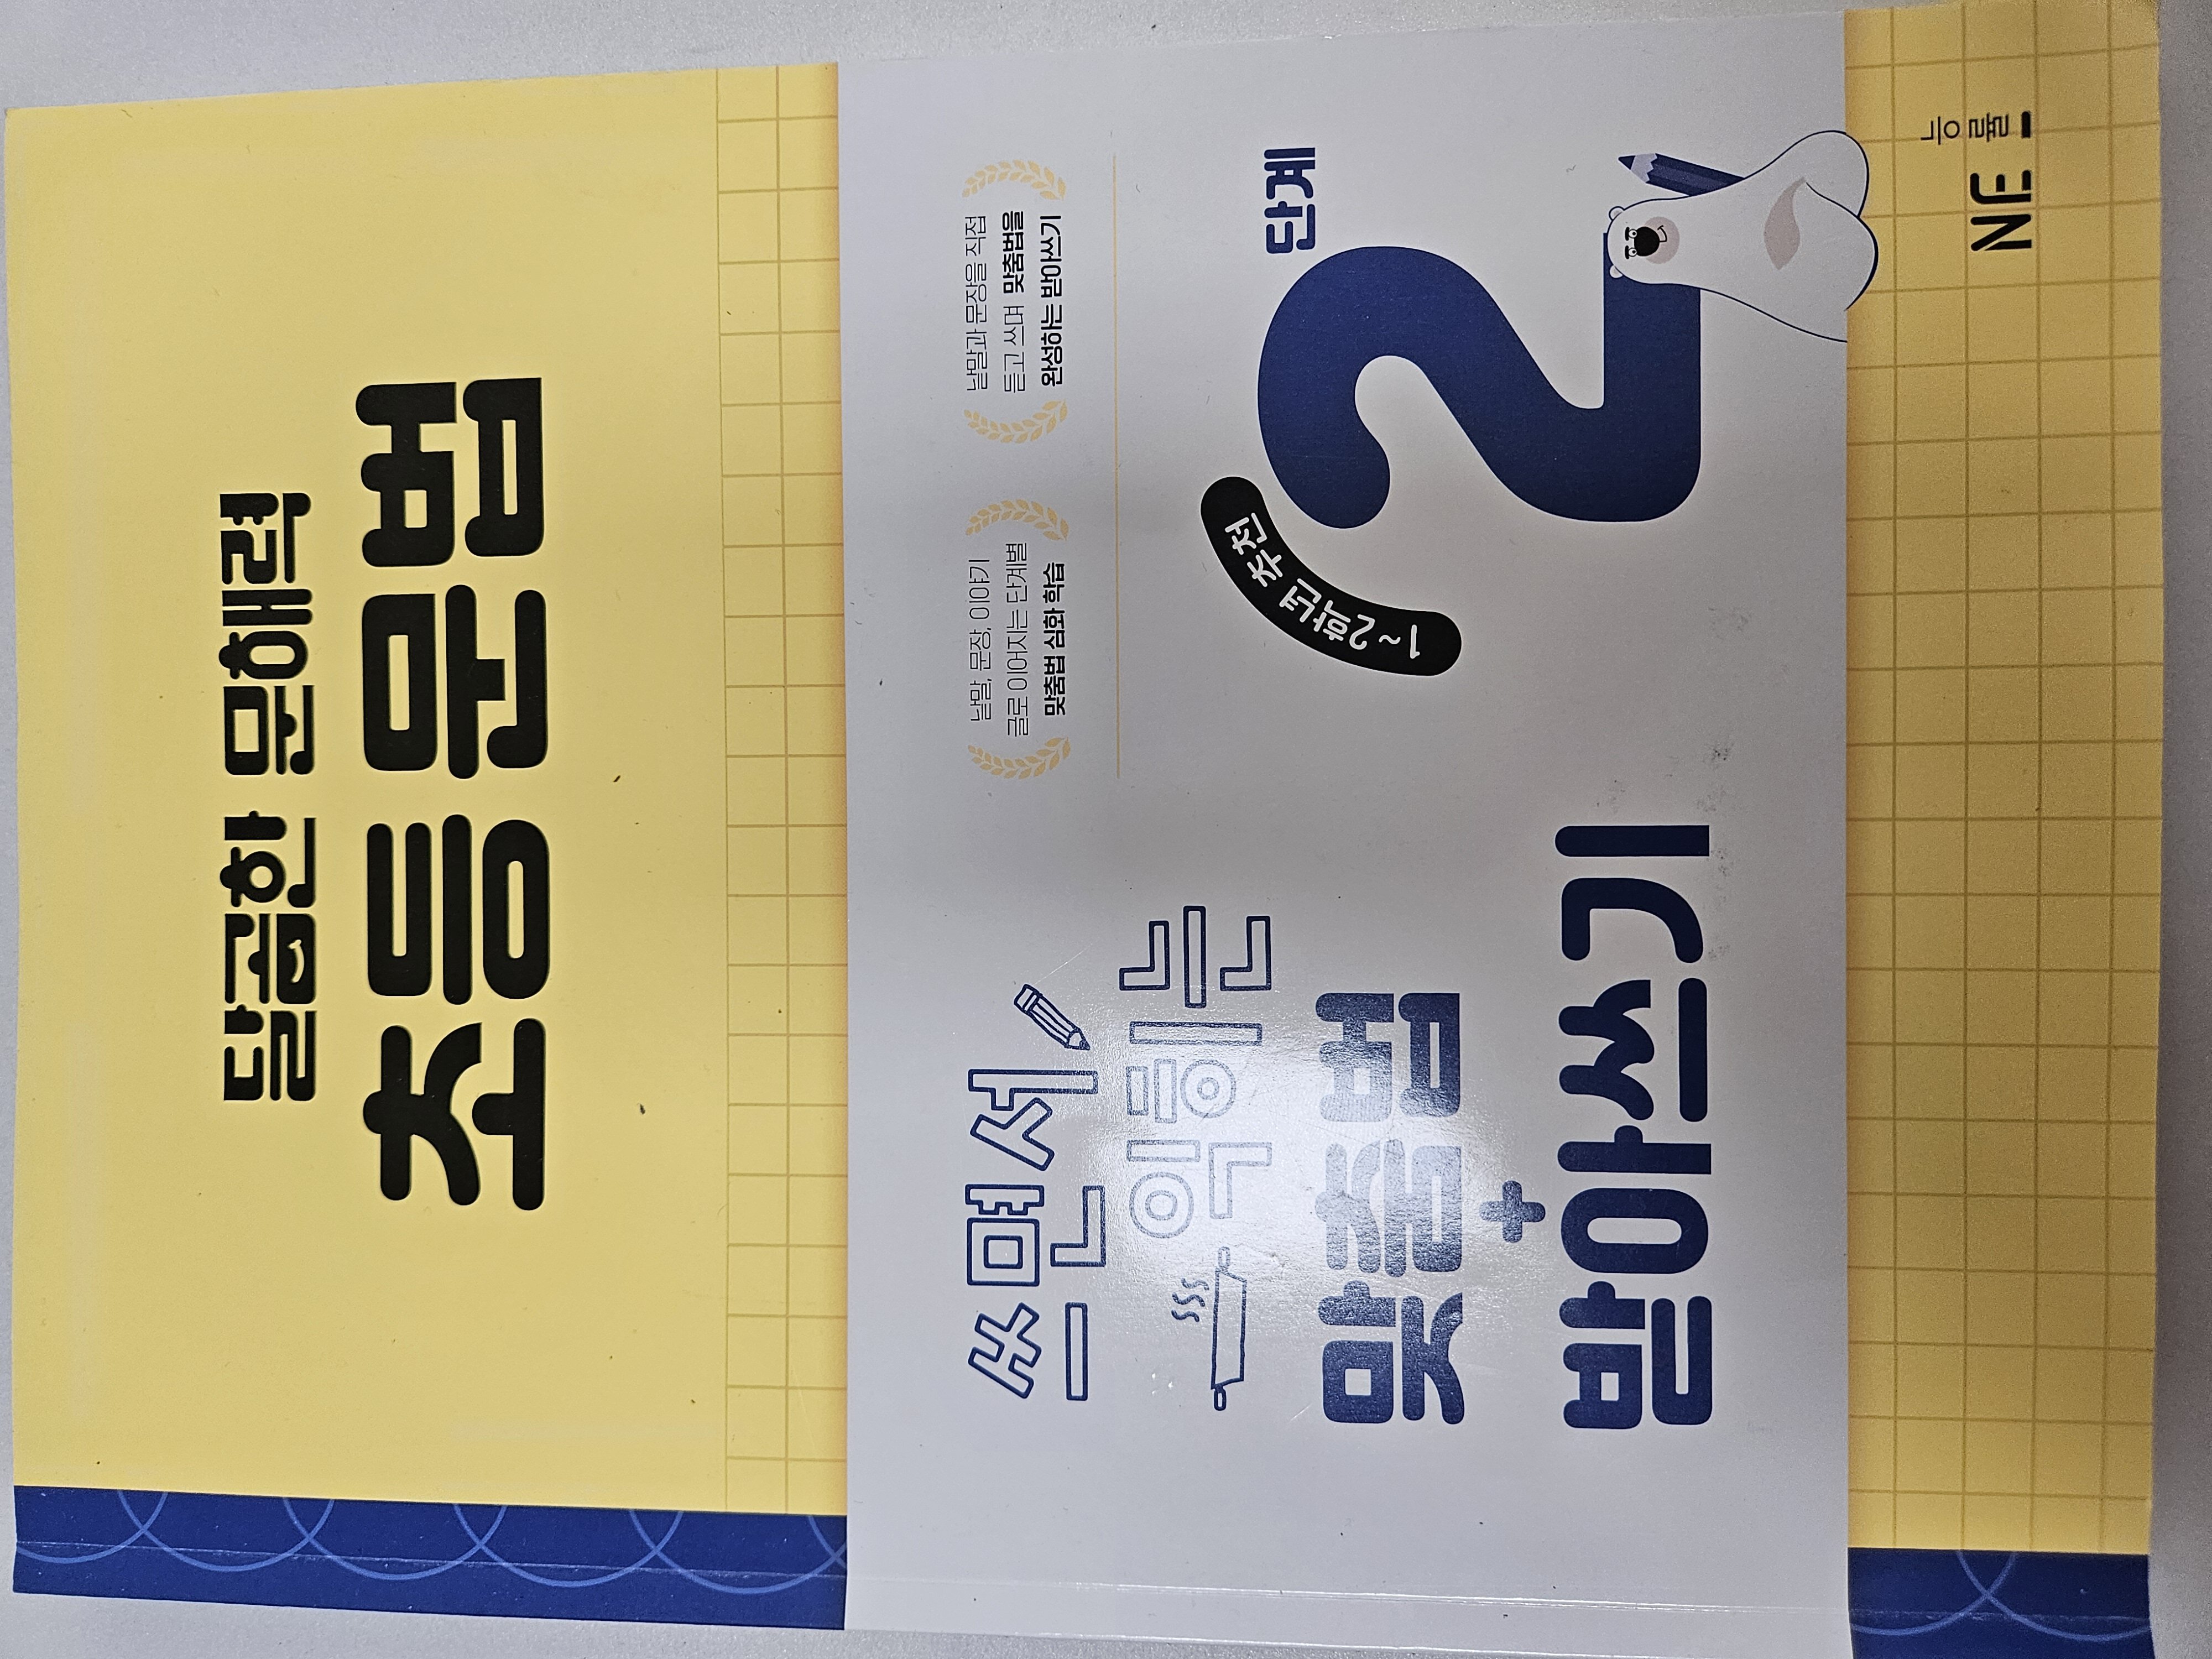 달곰한 문해력
초등문법
낱말, 문장, 이야기
글로 이어지는 단계별
맞춤법 심화 학습
낱말과 문장을 직접
듣고 쓰며 맞춤법을
완성하는 받아쓰기
쓰면서
익히는
맞춤법
+
받아쓰기
1~2학년 추천
2단계
NE 능률